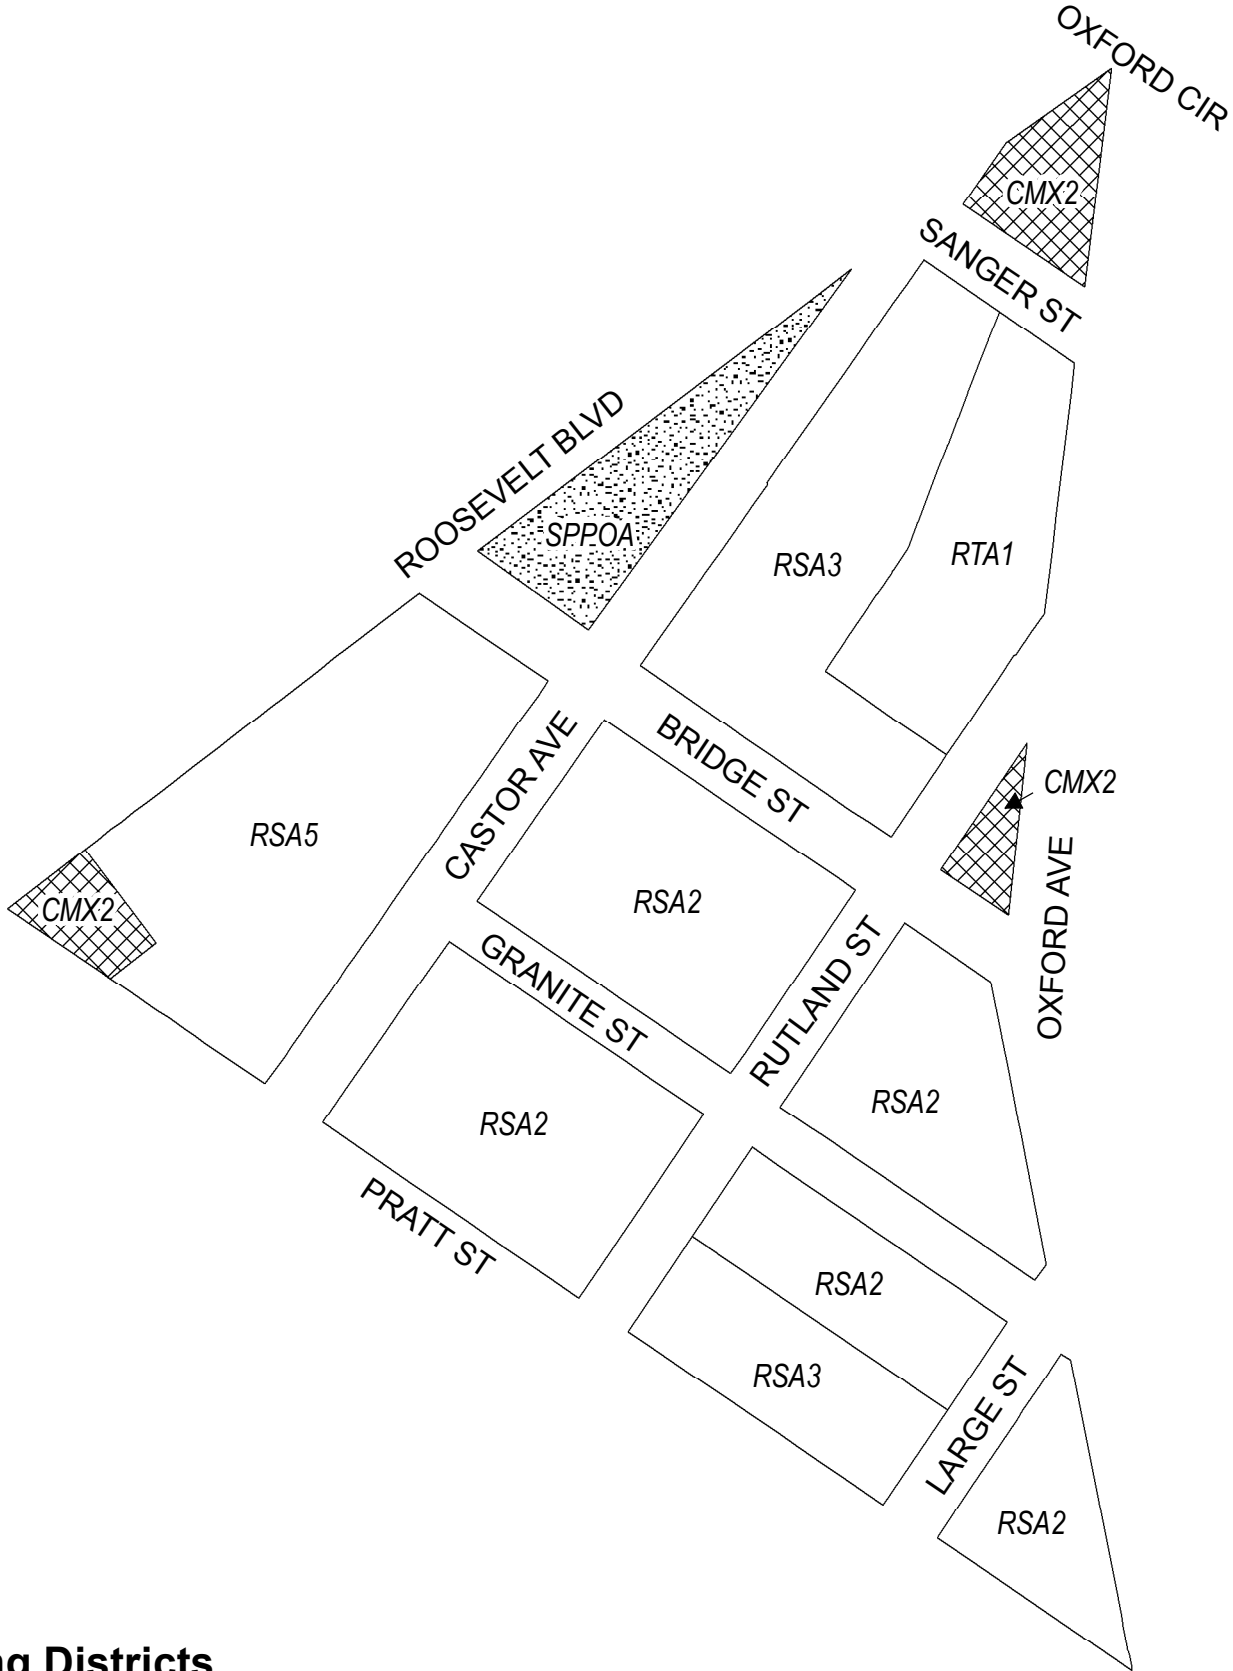 OXFORD CIR
CMX2
SANGER ST
ROOSEVELT BLVD
SPPOA
RSA3
RTA1
BRIDGE ST
CASTOR AVE
CMX2
RSA5
OXFORD AVE
CMX2
RSA2
GRANITE ST
RUTLAND ST
RSA2
RSA2
PRATT ST
RSA2
RSA3
LARGE ST
RSA2
Districts